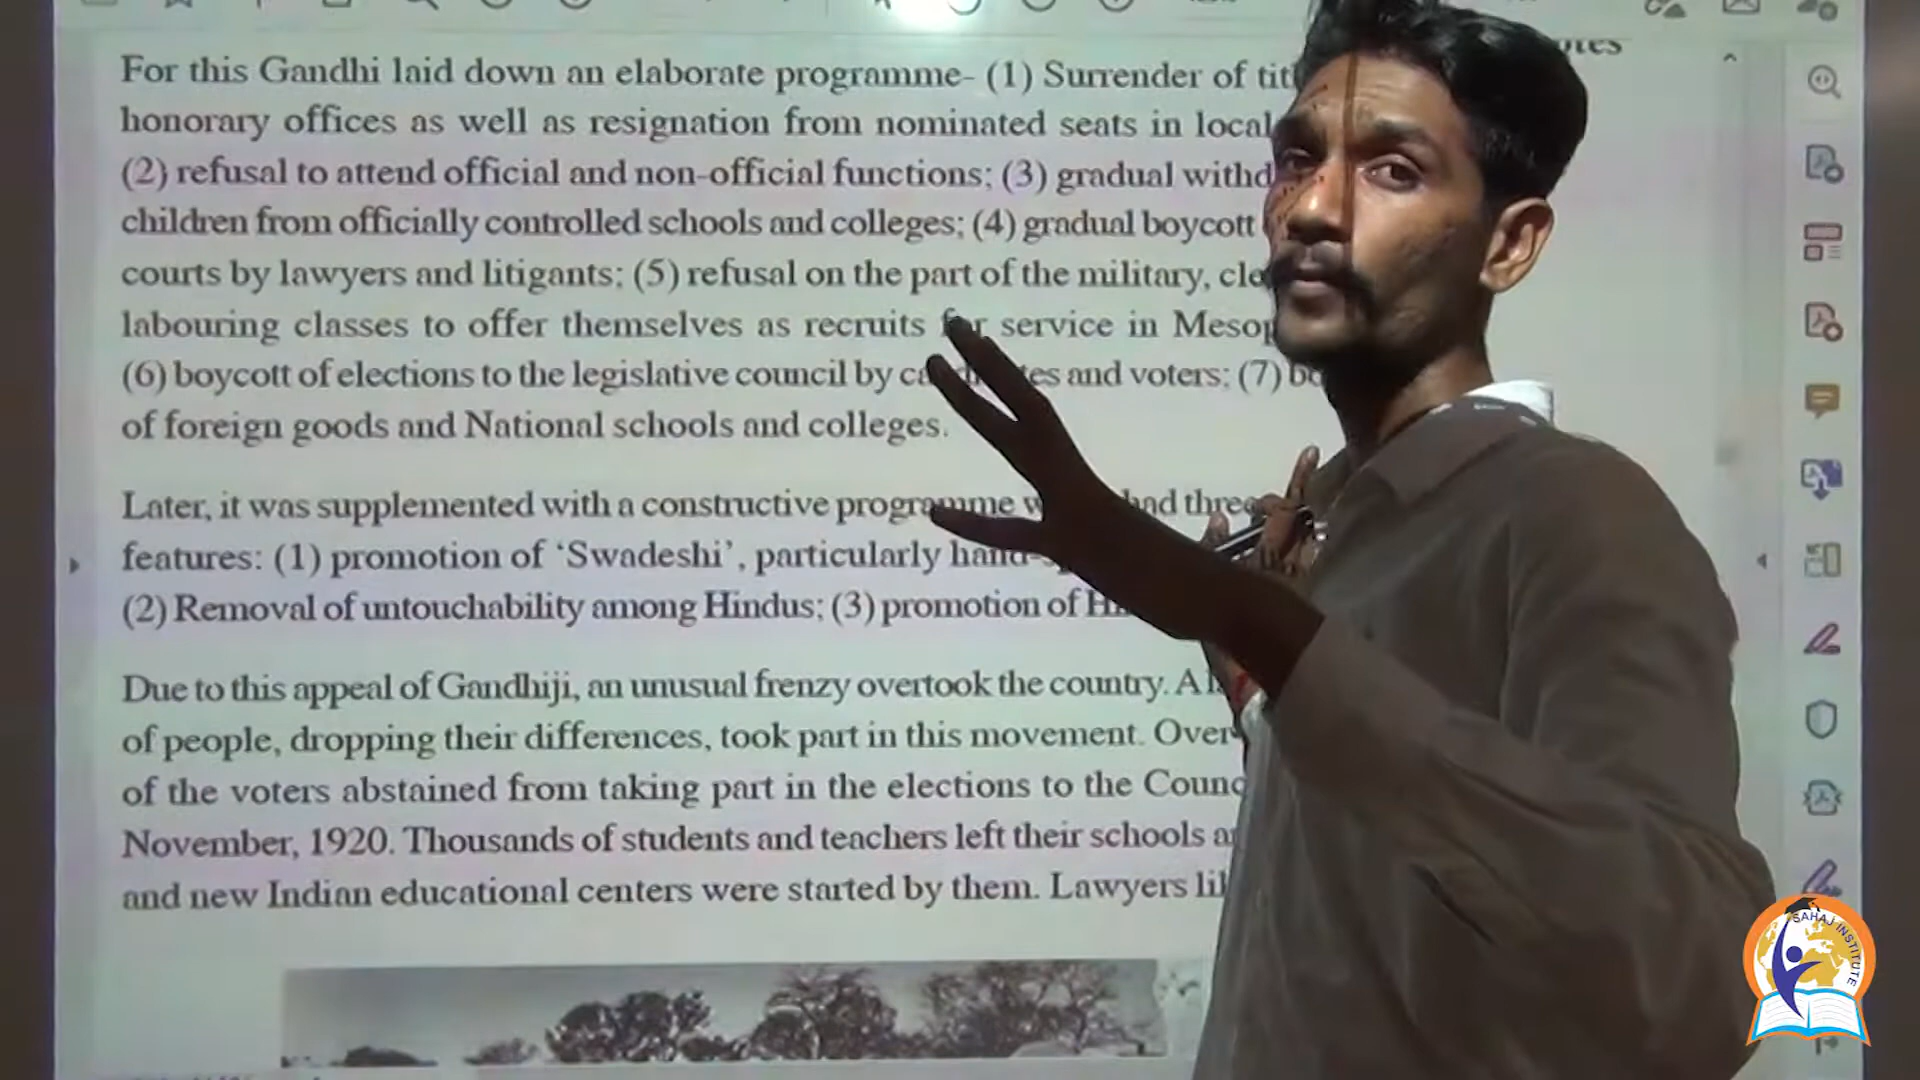 For this Gandhi laid down an elaborate programme- (1) Surrender of
honorary offices as well as resignation from nominated seats in local
(2) refusal to attend official and non-official functions; (3) gradual
children from officially controlled schools and colleges; (4) gradual boycott
courts by lawyers and litigants; (5) refusal on the part of the military,
labouring classes to offer themselves as recruits for service in
(6) boycott of elections to the legislative council by and voters; (7)
of foreign goods and National schools and colleges.
Later, it was supplemented with a constructive programme had three
features: (1) promotion of ‘Swadeshi’, particularly
(2) Removal of untouchability among Hindus; (3) promotion of
Due to this appeal of Gandhiji, an unusual frenzy overtook the country. A
of people, dropping their differences, took part in this movement. Over
of the voters abstained from taking part in the elections to the
November, 1920. Thousands of students and teachers left their schools
and new Indian educational centers were started by them. Lawyers
SAHAJ INSTITUTE